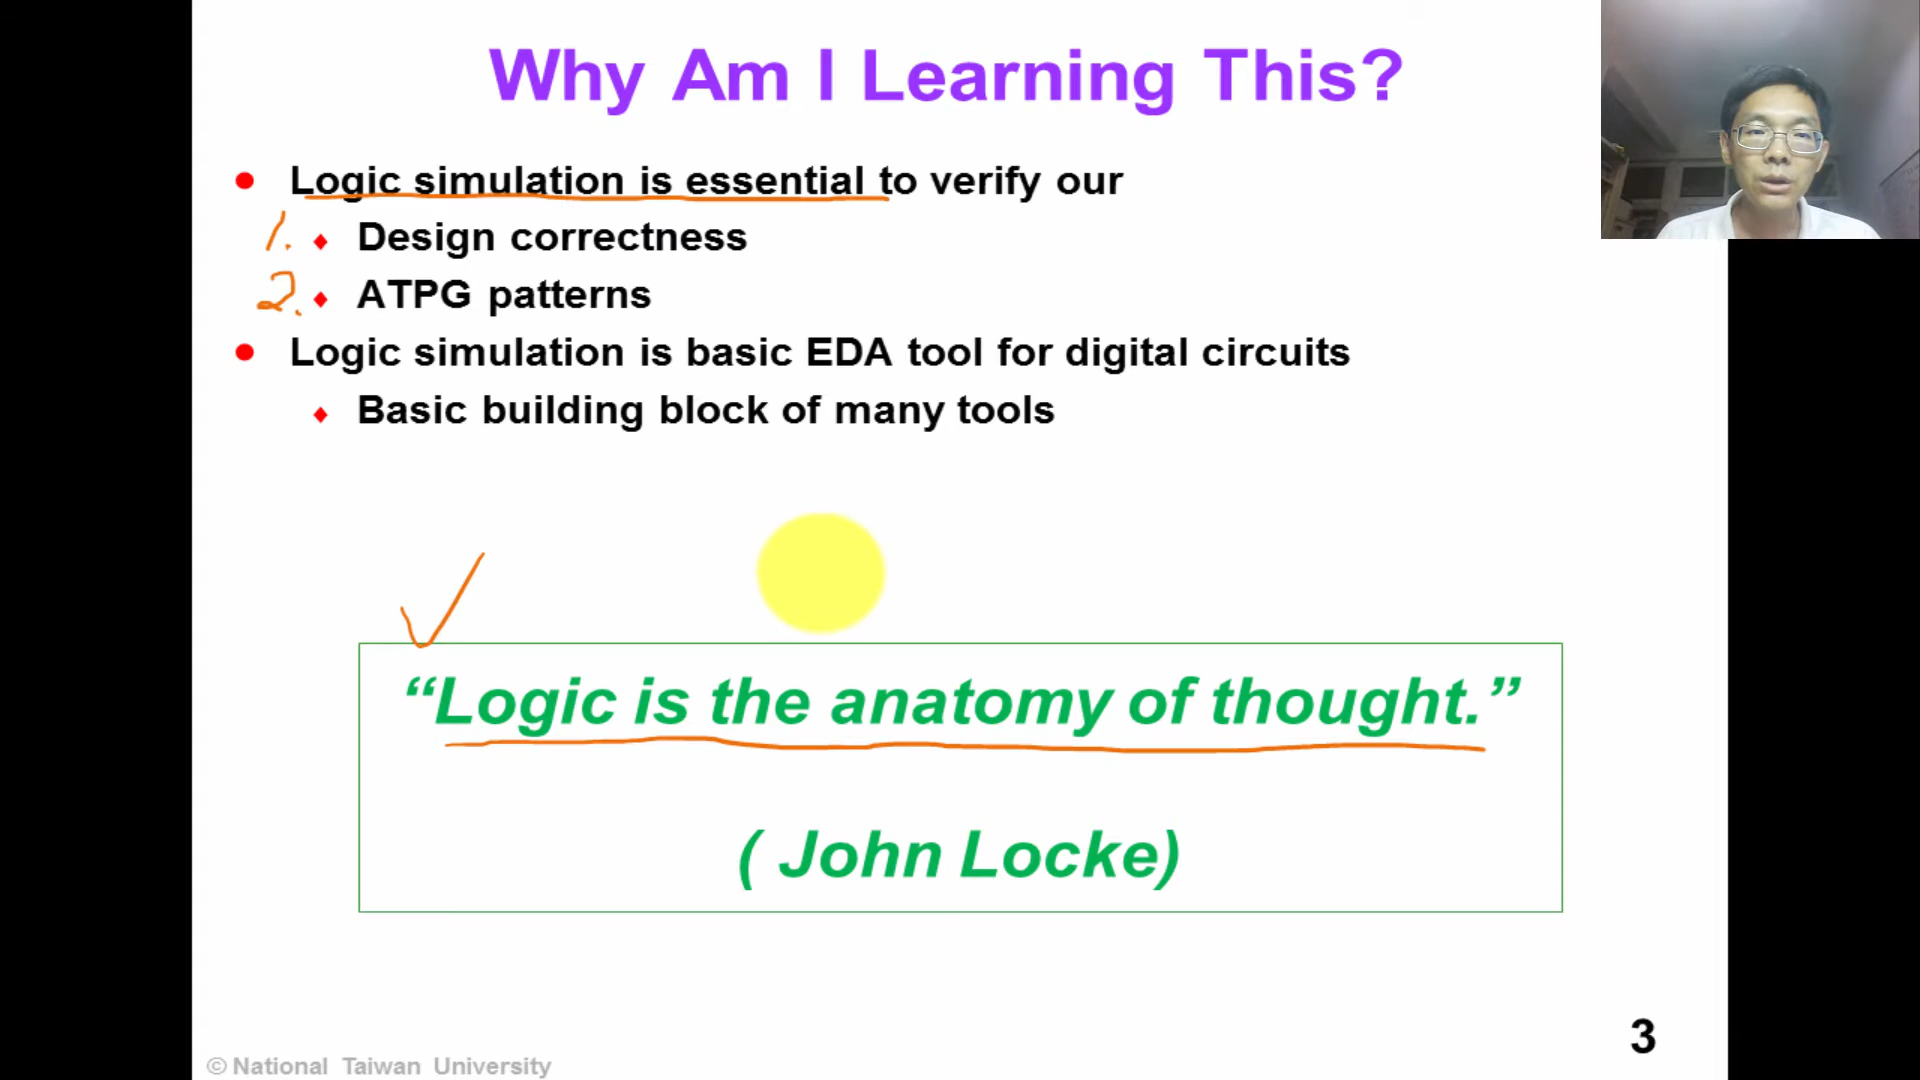 Why Am I Learning This?
Logic simulation is essential to verify our
1. Design correctness
2. ATPG patterns
Logic simulation is basic EDA tool for digital circuits
Basic building block of many tools
“Logic is the anatomy of thought.”
( John Locke)
3
© National Taiwan University